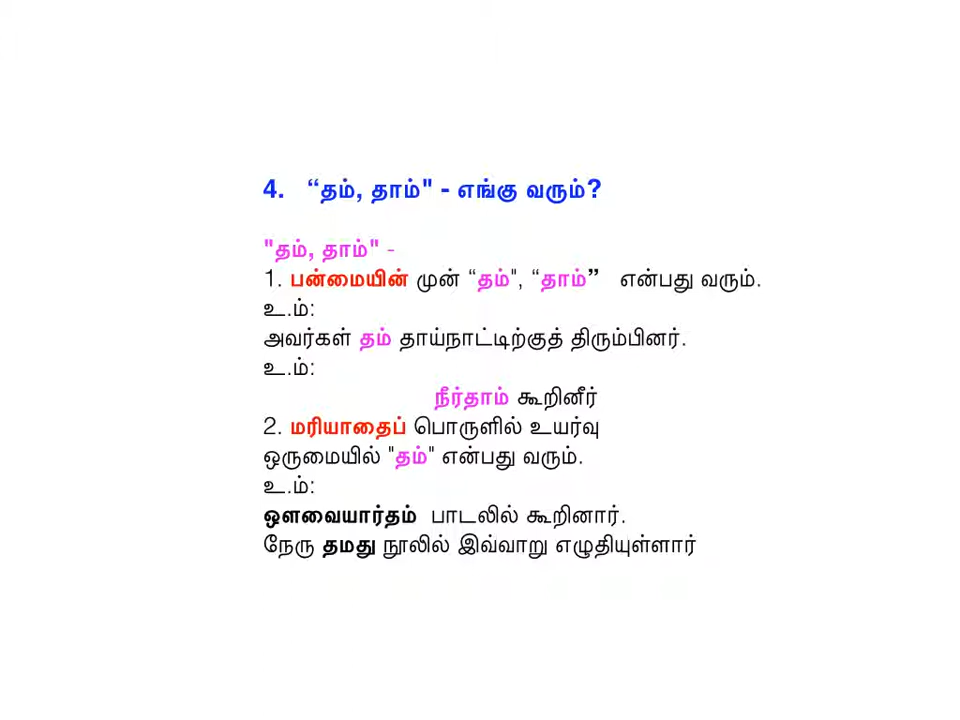 4. “தம், தாம்" - எங்கு வரும்?
"தம், தாம்" -
1. பன்மையின் முன் “தம்", “தாம்” என்பது வரும்.
உ.ம்:
அவர்கள் தம் தாய்நாட்டிற்குத் திரும்பினர்.
உ.ம்:
நீர்தாம் கூறினீர்
2. மரியாதைப் பொருளில் உயர்வு
ஒருமையில் "தம்" என்பது வரும்.
உ.ம்:
ஔவையார்தம் பாடலில் கூறினார்.
நேரு தமது நூலில் இவ்வாறு எழுதியுள்ளார்